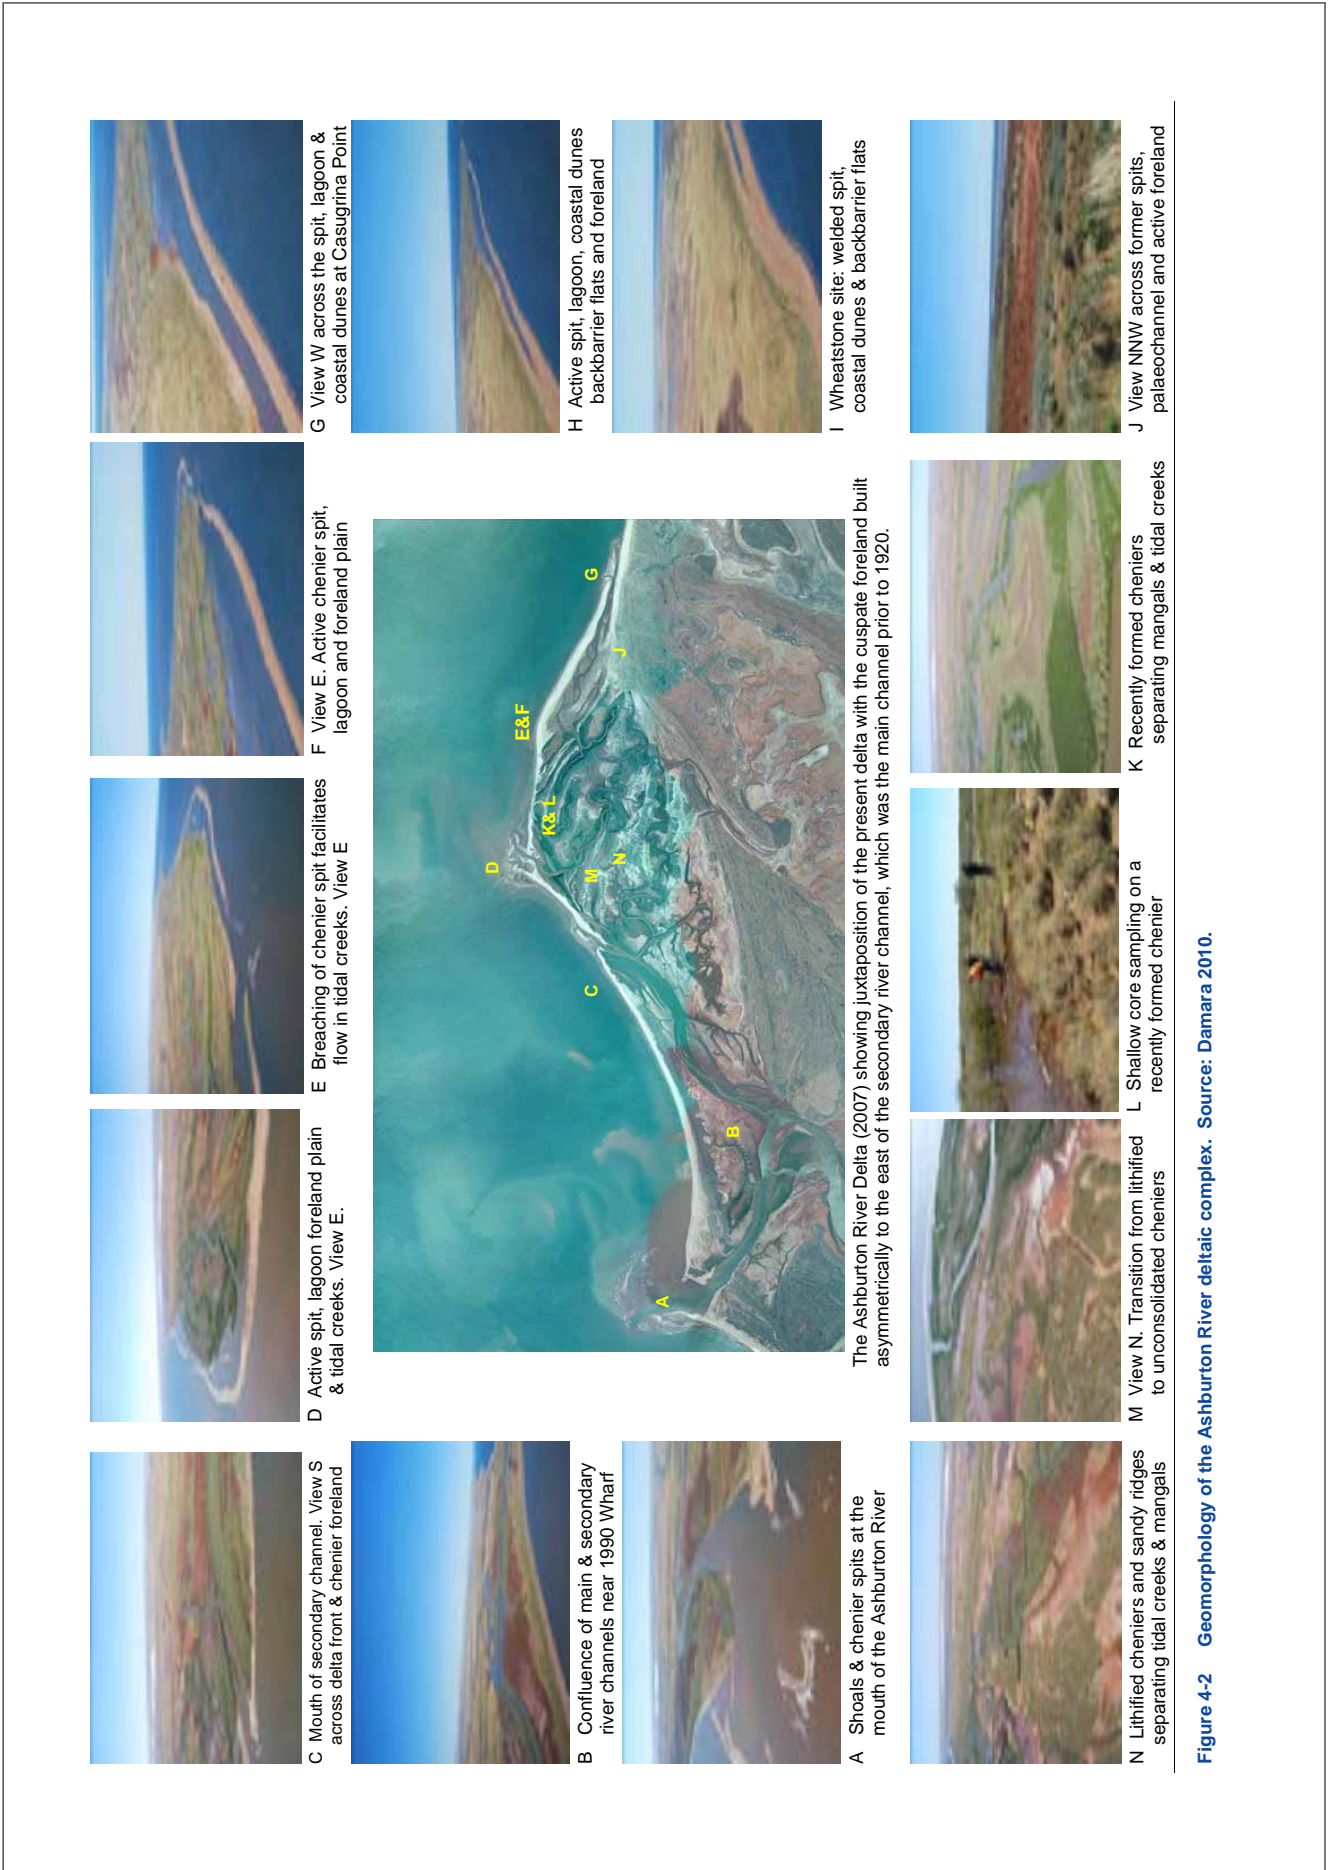 C Mouth of secondary channel. View S
across delta front & chenier foreland
D Active spit, lagoon foreland plain
& tidal creeks. View E.
E Breaching of chenier spit facilitates
flow in tidal creeks. View E
F View E. Active chenier spit,
lagoon and foreland plain
G View W across the spit, lagoon &
coastal dunes at Casugrina Point
B Confluence of main & secondary
river channels near 1990 Wharf
H Active spit, lagoon, coastal dunes
backbarrier flats and foreland
A Shoals & chenier spits at the
mouth of the Ashburton River
D
E&F
G
K& L
C
M
N
J
A
B
The Ashburton River Delta (2007) showing juxtaposition of the present delta with the cuspate foreland built
asymmetrically to the east of the secondary river channel, which was the main channel prior to 1920.
I Wheatstone site: welded spit,
coastal dunes & backbarrier flats
N Lithified cheniers and sandy ridges
separating tidal creeks & mangals
M View N. Transition from lithified
to unconsolidated cheniers
L Shallow core sampling on a
recently formed chenier
K Recently formed cheniers
separating mangals & tidal creeks
J View NNW across former spits,
palaeochannel and active foreland
Figure 4-2 Geomorphology of the Ashburton River deltaic complex. Source: Damara 2010.